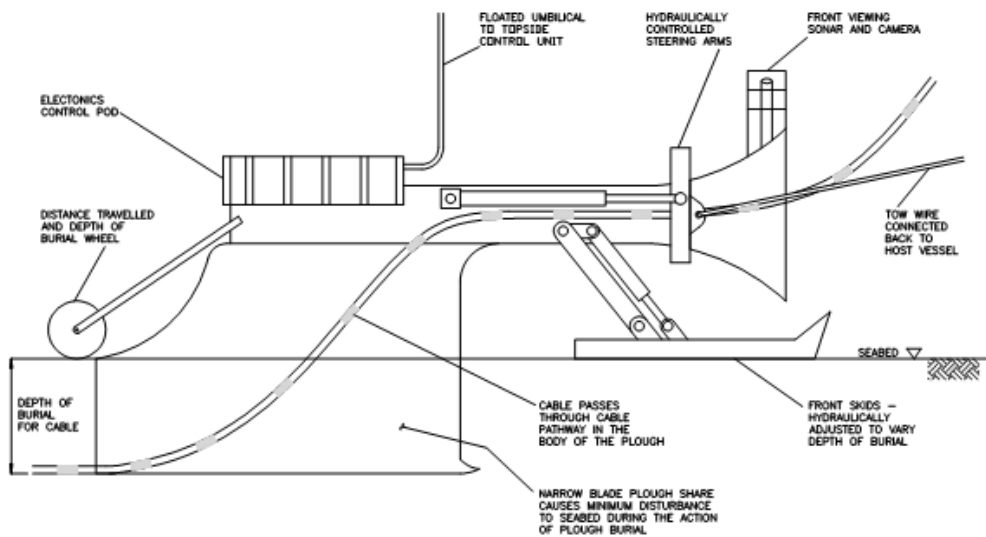 FLOATED UMBILICAL
TO TOPSIDE
CONTROL UNIT
HYDRAULICALLY
CONTROLLED
STEERING ARMS
FRONT VIEWING
SONAR AND CAMERA
ELECTONICS
CONTROL POD
DISTANCE TRAVELLED
AND DEPTH OF
BURIAL WHEEL
TOW WIRE
CONNECTED
BACK TO
HOST VESSEL
SEABED
DEPTH OF
BURIAL
FOR CABLE
CABLE PASSES
THROUGH CABLE
PATHWAY IN THE
BODY OF THE PLOUGH
FRONT SKIDS –
HYDRAULICALLY
ADJUSTED TO VARY
DEPTH OF BURIAL
NARROW BLADE PLOUGH SHARE
CAUSES MINIMUM DISTURBANCE
TO SEABED DURING THE ACTION
OF PLOUGH BURIAL